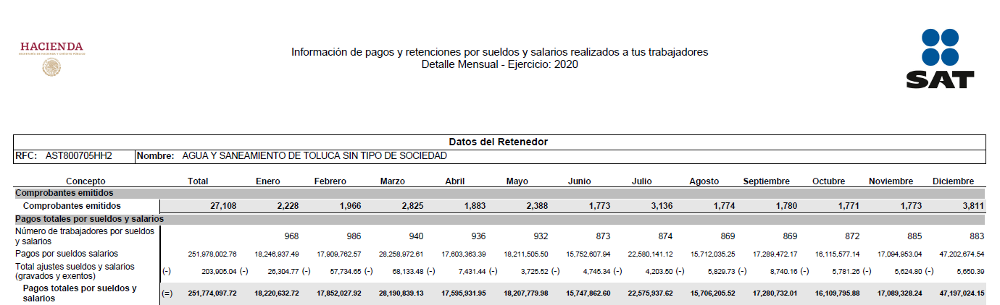 HACIENDA
SECRETARÍA DE HACIENDA Y CRÉDITO PÚBLICO
Información de pagos y retenciones por sueldos y salarios realizados a tus trabajadores
Detalle Mensual - Ejercicio: 2020
SAT
Datos del Retenedor
RFC: AST800705HH2 Nombre: AGUA Y SANEAMIENTO DE TOLUCA SIN TIPO DE SOCIEDAD
Concepto Total Enero Febrero Marzo Abril Mayo Junio Julio Agosto Septiembre Octubre Noviembre Diciembre
Comprobantes emitidos
Comprobantes emitidos 27,108 2,228 1,966 2,825 1,883 2,388 1,773 3,136 1,774 1,780 1,771 1,773 3,811
Pagos totales por sueldos y salarios
Número de trabajadores por sueldos
y salarios 968 986 940 936 932 873 874 869 869 872 885 883
Pagos por sueldos salarios 251,978,002.76 18,246,937.49 17,909,762.57 28,258,972.61 17,603,363.39 18,211,505.50 15,752,607.94 22,580,141.12 15,712,035.25 17,289,472.17 16,115,577.14 17,094,953.04 47,202,674.54
Total ajustes sueldos y salarios
(gravados y exentos) (-) 203,905.04 (-) 26,304.77 (-) 57,734.65 (-) 68,133.48 (-) 7,431.44 (-) 3,725.52 (-) 4,745.34 (-) 4,203.50 (-) 5,829.73 (-) 8,740.16 (-) 5,781.26 (-) 5,624.80 (-) 5,650.39
Pagos totales por sueldos y
salarios (=) 251,774,097.72 18,220,632.72 17,852,027.92 28,190,839.13 17,595,931.95 18,207,779.98 15,747,862.60 22,575,937.62 15,706,205.52 17,280,732.01 16,109,795.88 17,089,328.24 47,197,024.15